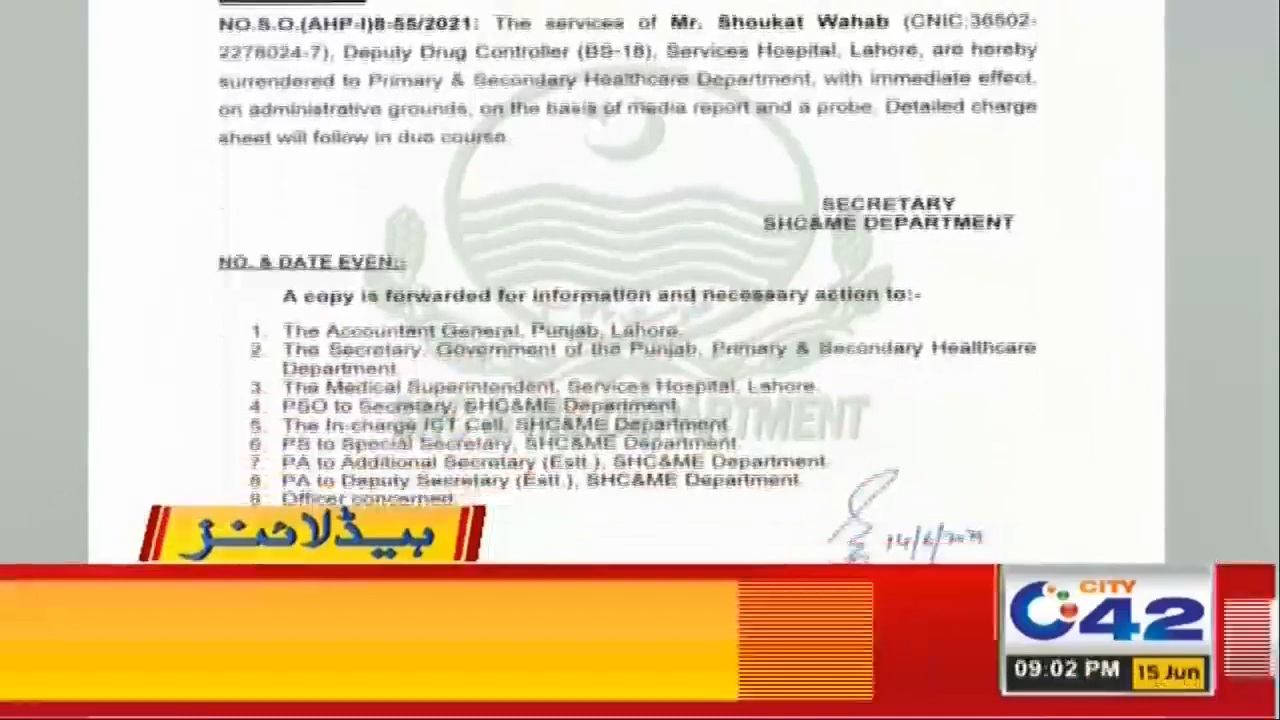 NO.S.O.(AHP-I)8-55/2021: The services of Mr. Shoukat Wahab (CNIC:36502-
2278024-7), Deputy Drug Controller (BS-18), Services Hospital, Lahore, are hereby
surrendered to Primary & Secondary Healthcare Department, with immediate effect,
on administrative grounds, on the basis of media report and a probe. Detailed charge
sheet will follow in due course.
SECRETARY
SHC&ME DEPARTMENT
NO. & DATE EVEN:-
A copy is forwarded for information and necessary action to:-
1. The Accountant General, Punjab, Lahore.
2. The Secretary, Government of the Punjab, Primary & Secondary Healthcare
Department
3. The Medical Superintendent, Services Hospital, Lahore.
4. PSO to Secretary, SHC&ME Department
5. The In-charge ICT Cell, SHC&ME Department
6. PS to Special Secretary, SHC&ME Department.
7. PA to Additional Secretary (Estt.), SHC&ME Department.
8. PA to Deputy Secretary (Estt.), SHC&ME Department.
9. Officer concerned.
14/6/2021
ہیڈلائنز
CITY
42
09:02 PM 15 Jun